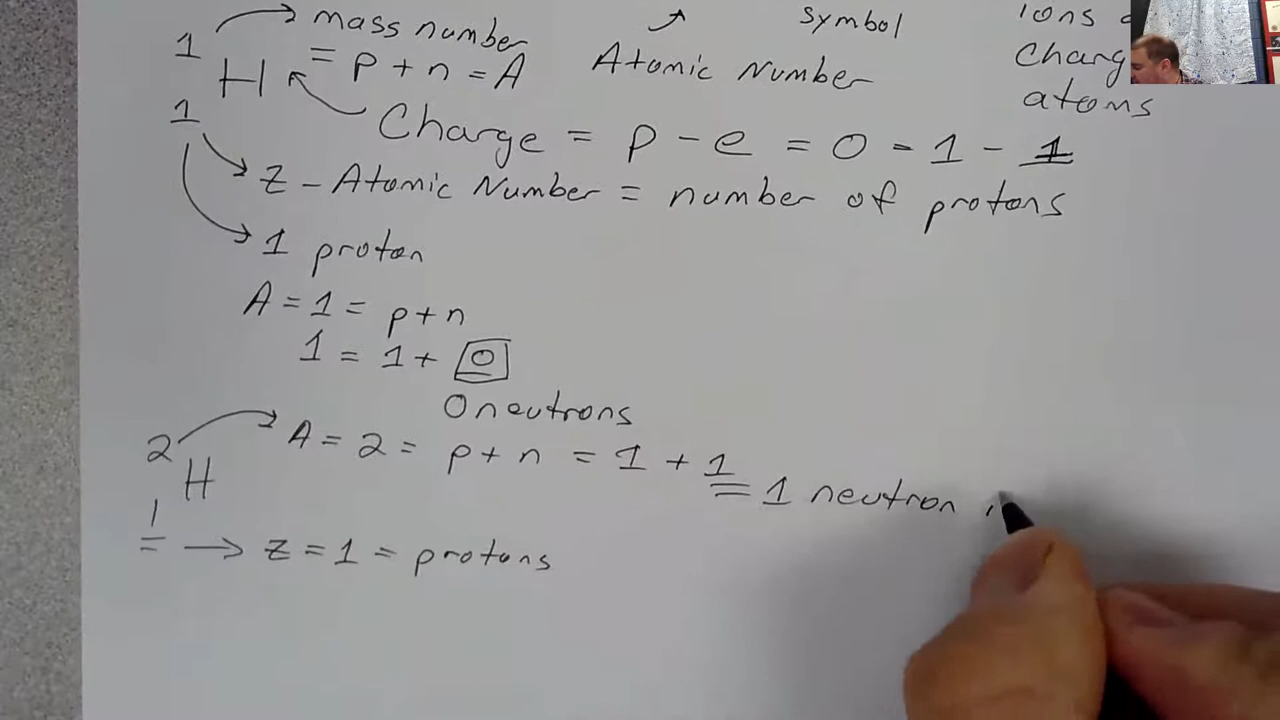 1 mass number
H = p + n = A
1
Atomic Number
symbol
ions
Charg
atoms
Charge = p - e = 0 = 1 - 1
Z - Atomic Number = number of protons
1 proton
A = 1 = p + n
1 = 1 + 0
0 neutrons
2 H A = 2 = p + n = 1 + 1
= 1 neutron
1 → Z = 1 = protons